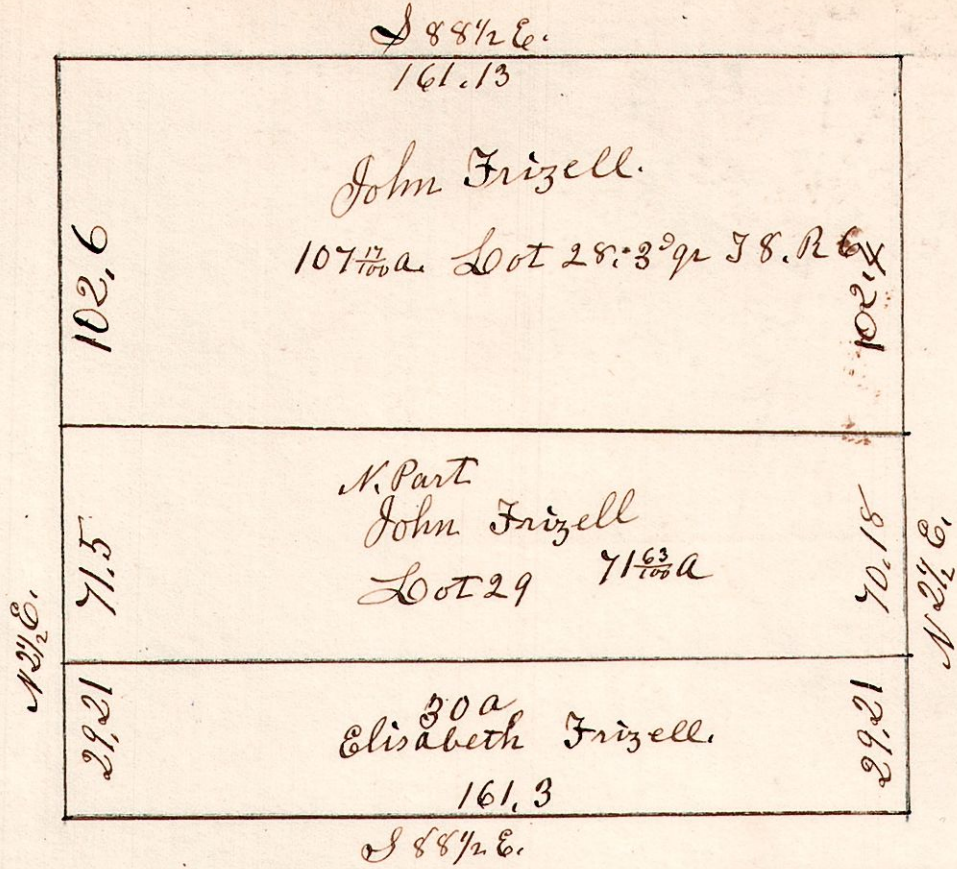 S 88½ E.
161.13
John Frizell.
107 17/100 a. Lot 28. 3d qr T 8. R 6
102,6
102,4
N. Part
John Frizell
Lot 29 71 63/100 a
71,5
70,18
N 2½ E.
N 2½ E.
30 a
Elisabeth Frizell.
29,21
29,21
161,3
S 88½ E.